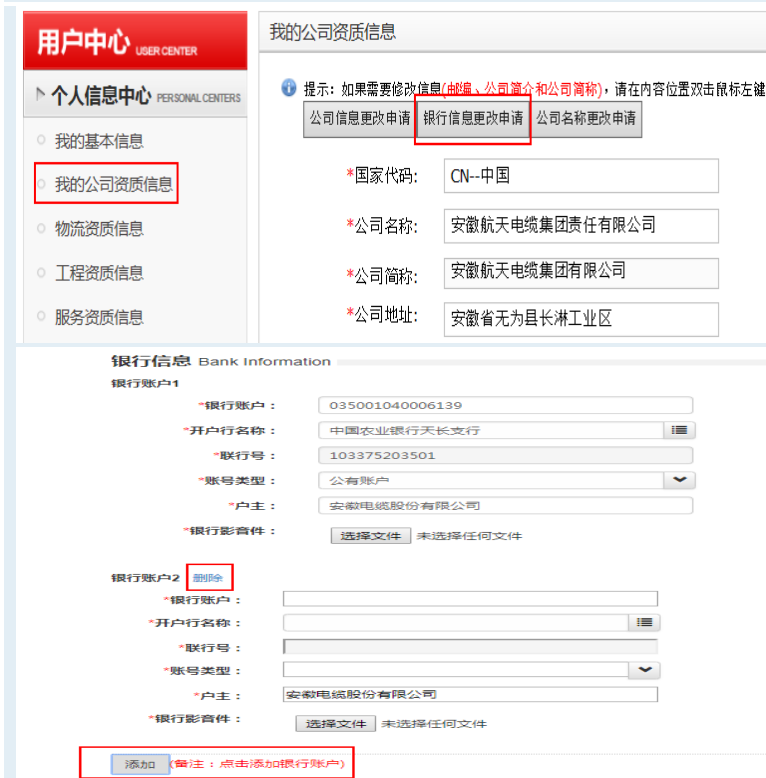 用户中心 USER CENTER
我的公司资质信息
个人信息中心 PERSONAL CENTERS
提示：如果需要修改信息(邮编、公司简介和公司简称)，请在内容位置双击鼠标左键
公司信息更改申请 银行信息更改申请 公司名称更改申请
我的基本信息
*国家代码: CN--中国
我的公司资质信息
*公司名称: 安徽航天电缆集团责任有限公司
物流资质信息
*公司简称: 安徽航天电缆集团有限公司
工程资质信息
*公司地址: 安徽省无为县长淋工业区
服务资质信息
银行信息 Bank Information
银行账户1
*银行账户： 035001040006139
*开户行名称： 中国农业银行天长支行
*联行号： 103375203501
*账号类型： 公有账户
*户主： 安徽电缆股份有限公司
*银行影音件： 选择文件 未选择任何文件
银行账户2 删除
*银行账户：
*开户行名称：
*联行号：
*账号类型：
*户主： 安徽电缆股份有限公司
*银行影音件： 选择文件 未选择任何文件
添加 (备注：点击添加银行账户)